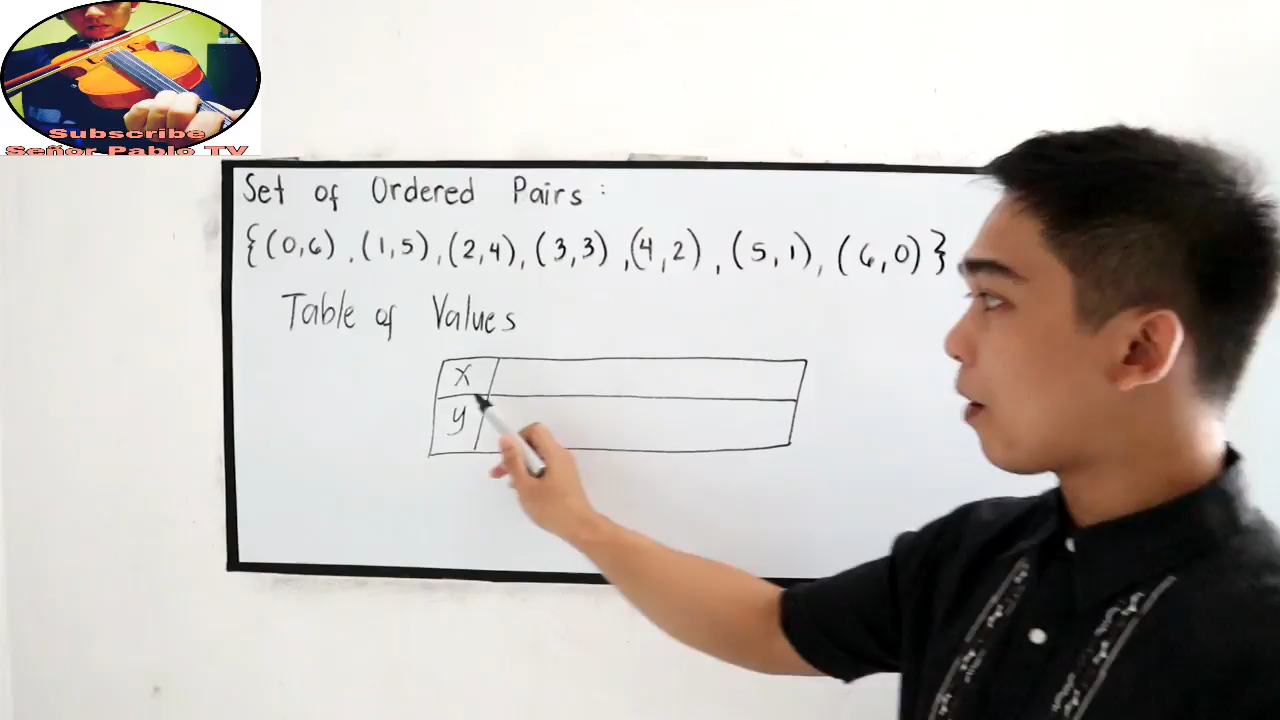 Subscribe
Señor Pablo TV
Set of Ordered Pairs :
{(0,6) , (1,5), (2,4), (3,3) , (4,2) , (5,1), (6,0)}
Table of Values
x
y